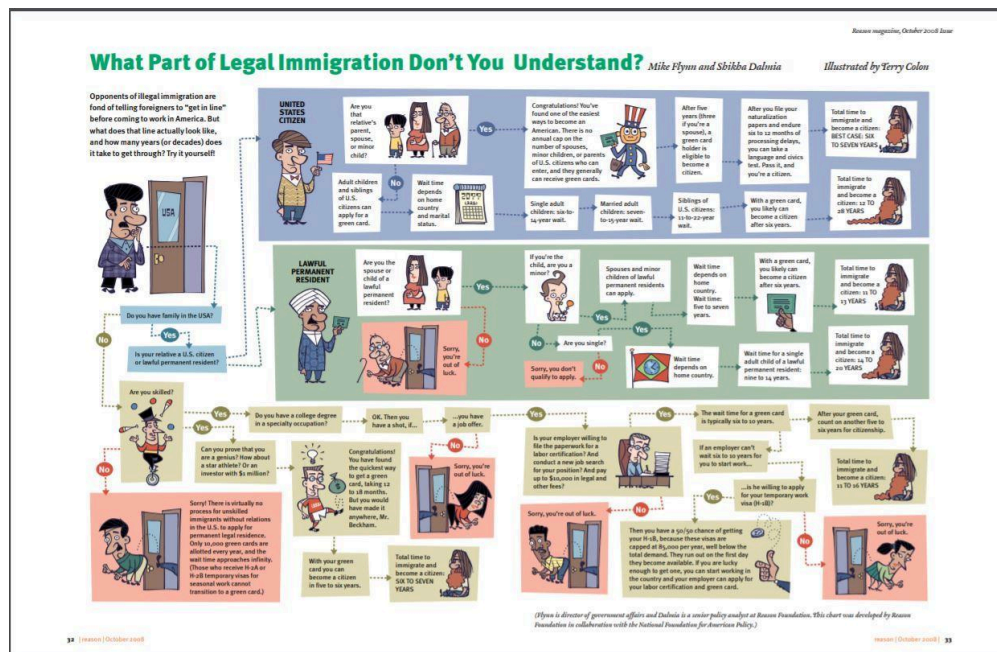 Reason magazine, October 2008 Issue
What Part of Legal Immigration Don't You Understand?
Mike Flynn and Shikha Dalmia
Illustrated by Terry Colon
Opponents of illegal immigration are
fond of telling foreigners to "get in line"
before coming to work in America. But
what does that line actually look like,
and how many years (or decades) does
it take to get through? Try it yourself!
USA
UNITED
STATES
CITIZEN
Are you
that
relative's
parent,
spouse,
or minor
child?
Yes
Congratulations! You've
found one of the easiest
ways to become an
American. There is no
annual cap on the
number of spouses,
minor children, or parents
of U.S. citizens who can
enter, and they generally
can receive green cards.
After five
years (three
if you're a
spouse), a
green card
holder is
eligible to
become a
citizen.
After you file your
naturalization
papers and endure
six to 12 months of
processing delays,
you can take a
language and civics
test. Pass it, and
you're a citizen.
Total time to
immigrate and
become a citizen:
BEST CASE: SIX
TO SEVEN YEARS
No
Adult children
and siblings
of U.S.
citizens can
apply for a
green card.
Wait time
depends
on home
country
and marital
status.
Single adult
children: six-to-
14-year wait.
Married adult
children: seven-
to-15-year wait.
Siblings of
U.S. citizens:
11-to-22-year
wait.
With a green card,
you likely can
become a citizen
after six years.
Total time to
immigrate
and become a
citizen: 12 TO
28 YEARS
LAWFUL
PERMANENT
RESIDENT
Are you the
spouse or
child of a
lawful
permanent
resident?
Yes
No
Sorry,
you're
out of
luck.
If you're the
child, are you a
minor?
Yes
Spouses and minor
children of lawful
permanent residents
can apply.
Wait time
depends on
home
country.
Wait time:
five to seven
years.
With a green card,
you likely can
become a citizen
after six years.
Total time to
immigrate
and become a
citizen: 11 TO
13 YEARS
No
Are you single?
Yes
No
Sorry, you don't
qualify to apply.
Wait time
depends on
home country.
Wait time for a single
adult child of a lawful
permanent resident:
nine to 14 years.
Total time to
immigrate
and become a
citizen: 14 TO
20 YEARS
Do you have family in the USA?
No
Yes
Is your relative a U.S. citizen
or lawful permanent resident?
Are you skilled?
Yes
Do you have a college degree
in a specialty occupation?
OK. Then you
have a shot, if...
...you have
a job offer.
Yes
No
Sorry, you're
out of luck.
Yes
Can you prove that you
are a genius? How about
a star athlete? Or an
investor with $1 million?
Congratulations!
You have found
the quickest way
to get a green
card, taking 12
to 18 months.
But you would
have made it
anywhere, Mr.
Beckham.
With your green
card you can
become a citizen
in five to six years.
Total time to
immigrate and
become a citizen:
SIX TO SEVEN
YEARS
No
Sorry! There is virtually no
process for unskilled
immigrants without relations
in the U.S. to apply for
permanent legal residence.
Only 10,000 green cards are
allotted every year, and the
wait time approaches infinity.
(Those who receive H-2A or
H-2B temporary visas for
seasonal work cannot
transition to a green card.)
Is your employer willing to
file the paperwork for a
labor certification? And
conduct a new job search
for your position? And pay
up to $10,000 in legal and
other fees?
Yes
No
Sorry, you're out of luck.
The wait time for a green card
is typically six to 10 years.
After your green card,
count on another five to
six years for citizenship.
Total time to
immigrate and
become a citizen:
11 TO 16 YEARS
If an employer can't
wait six to 10 years for
you to start work...
...is he willing to apply
for your temporary work
visa (H-1B)?
Yes
No
Then you have a 50/50 chance of getting
your H-1B, because these visas are
capped at 85,000 per year, well below the
total demand. They run out on the first day
they become available. If you are lucky
enough to get one, you can start working in
the country and your employer can apply for
your labor certification and green card.
Sorry, you're
out of luck.
(Flynn is director of government affairs and Dalmia is a senior policy analyst at Reason Foundation. This chart was developed by Reason
Foundation in collaboration with the National Foundation for American Policy.)
32 | reason | October 2008
reason | October 2008 | 33